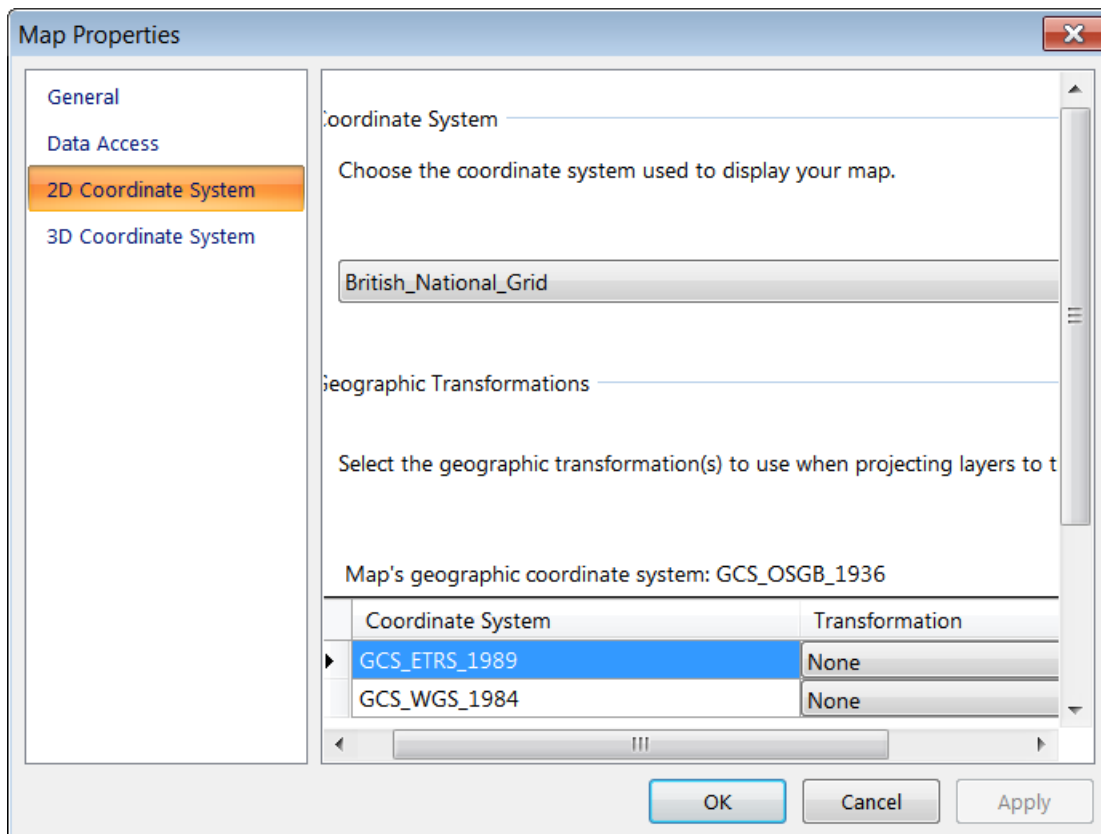 Map Properties
General
Data Access
2D Coordinate System
3D Coordinate System
Coordinate System
Choose the coordinate system used to display your map.
British_National_Grid
Geographic Transformations
Select the geographic transformation(s) to use when projecting layers to t
Map's geographic coordinate system: GCS_OSGB_1936
Coordinate System Transformation
GCS_ETRS_1989 None
GCS_WGS_1984 None
OK Cancel Apply